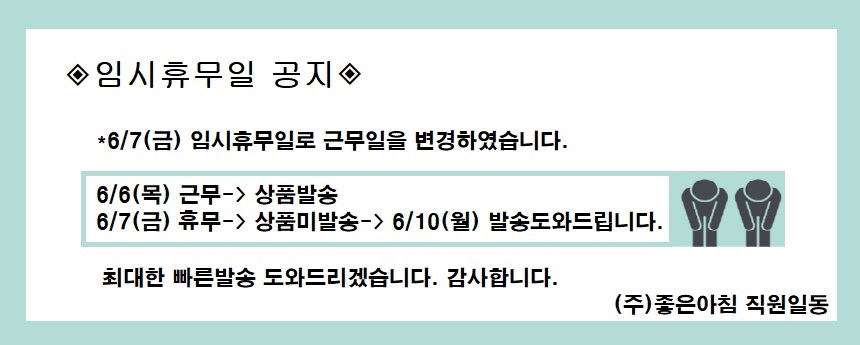 ◈임시휴무일 공지◈
*6/7(금) 임시휴무일로 근무일을 변경하였습니다.
6/6(목) 근무-> 상품발송
6/7(금) 휴무-> 상품미발송-> 6/10(월) 발송도와드립니다.
최대한 빠른발송 도와드리겠습니다. 감사합니다.
(주)좋은아침 직원일동